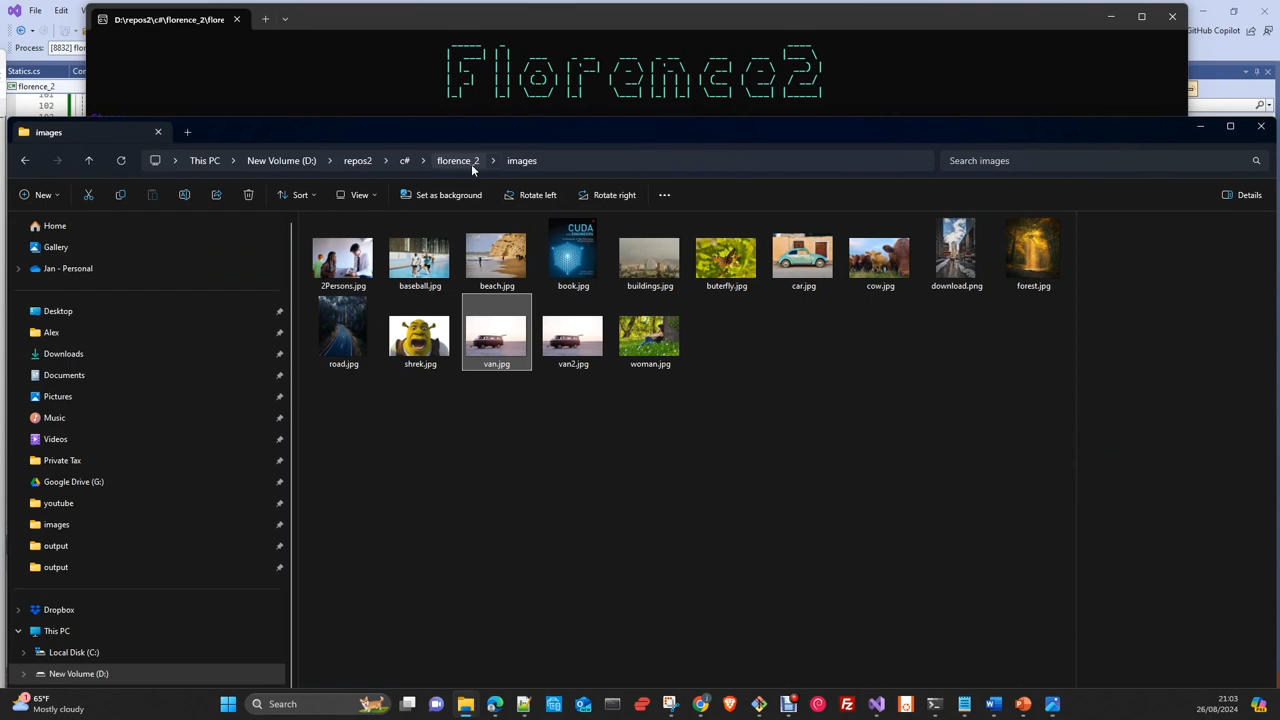 File
Edit
GitHub Copilot
Process:
[8832] flor
D:\repos2\c#\florence_2\flore
Florence2
Statics.cs
Con
florence_2
101
102
images
This PC
New Volume (D:)
repos2
c#
florence_2
images
Search images
New
Sort
View
Set as background
Rotate left
Rotate right
Details
Home
Gallery
Jan - Personal
Desktop
Alex
Downloads
Documents
Pictures
Music
Videos
Private Tax
Google Drive (G:)
youtube
images
output
output
Dropbox
This PC
Local Disk (C:)
New Volume (D:)
CUDA
2Persons.jpg
baseball.jpg
beach.jpg
book.jpg
buildings.jpg
buterfly.jpg
car.jpg
cow.jpg
download.png
forest.jpg
road.jpg
shrek.jpg
van.jpg
van2.jpg
woman.jpg
65°F
Mostly cloudy
1
Search
21:03
26/08/2024